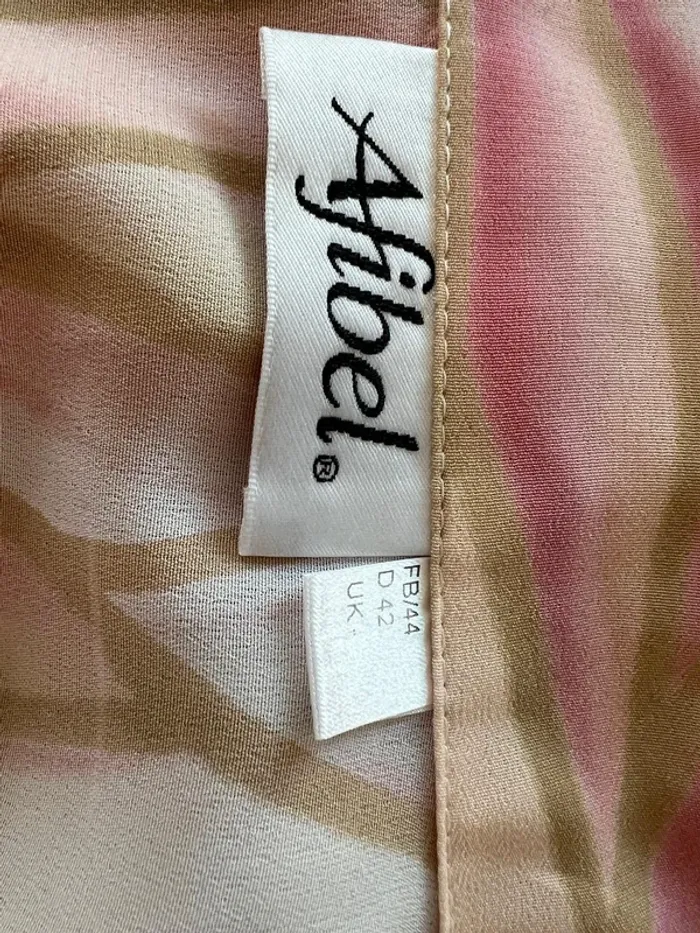 Afibel®
FB/44
D 42
UK